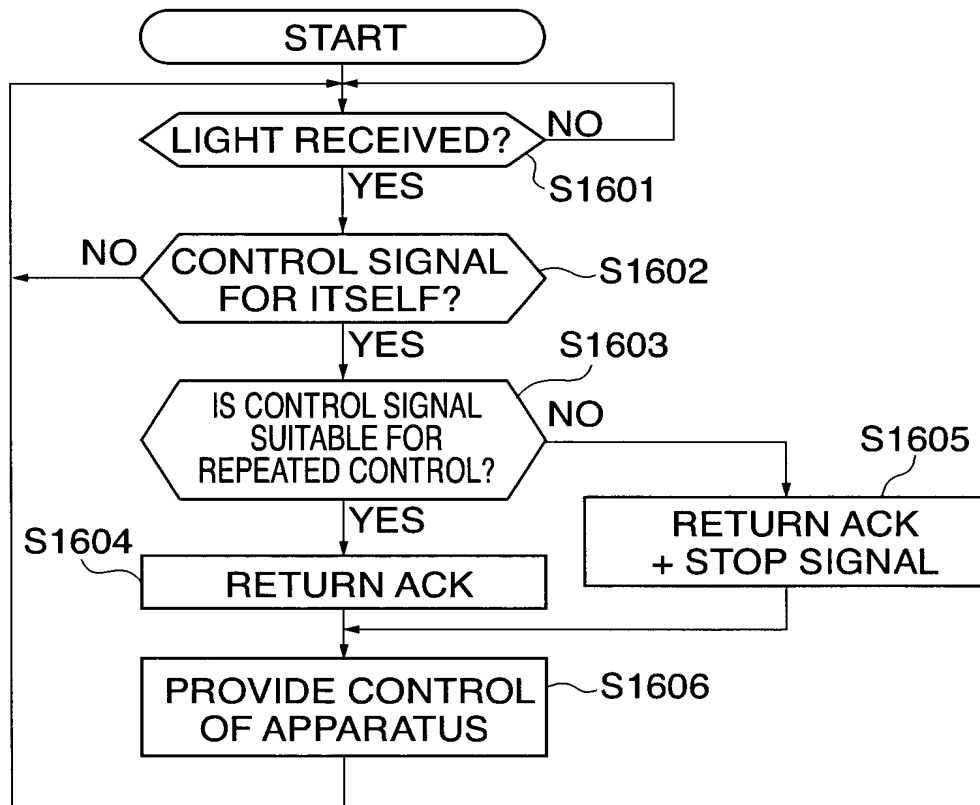 START
LIGHT RECEIVED?
NO
S1601
YES
NO
CONTROL SIGNAL
FOR ITSELF?
S1602
YES
S1603
IS CONTROL SIGNAL
SUITABLE FOR
REPEATED CONTROL?
NO
S1605
YES
RETURN ACK
+ STOP SIGNAL
S1604
RETURN ACK
PROVIDE CONTROL
OF APPARATUS
S1606